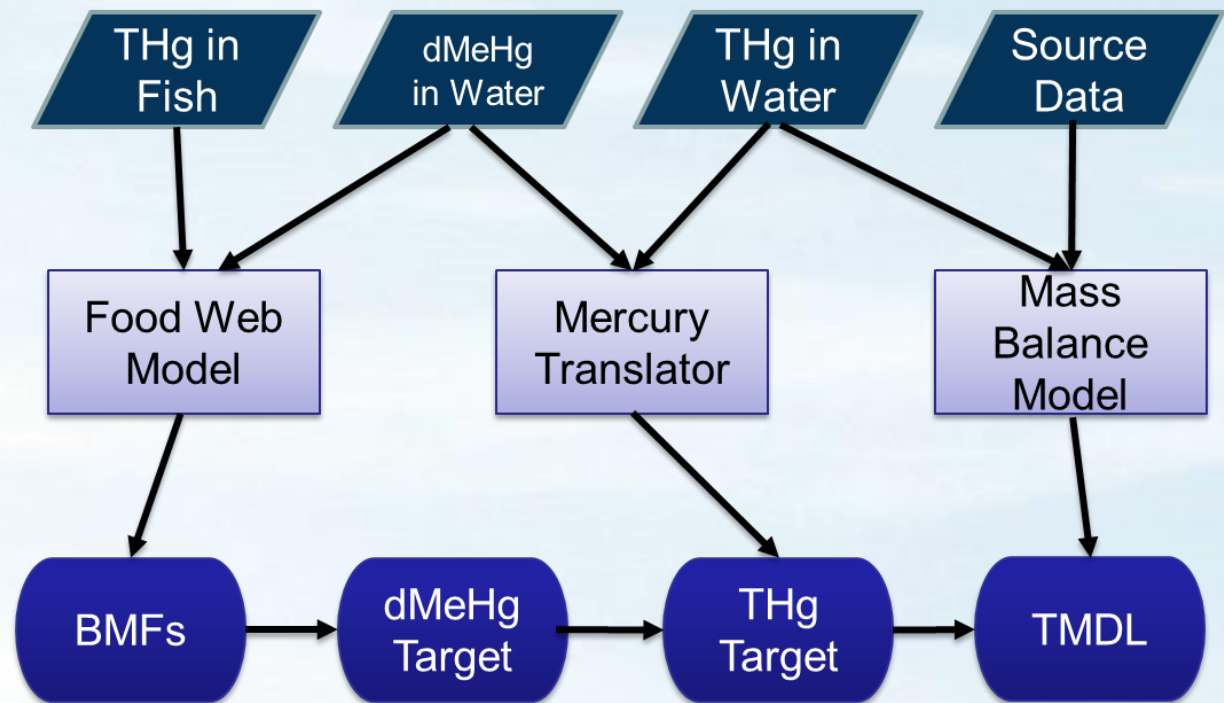 THg in
Fish
dMeHg
in Water
THg in
Water
Source
Data
Food Web
Model
Mercury
Translator
Mass
Balance
Model
BMFs
dMeHg
Target
THg
Target
TMDL